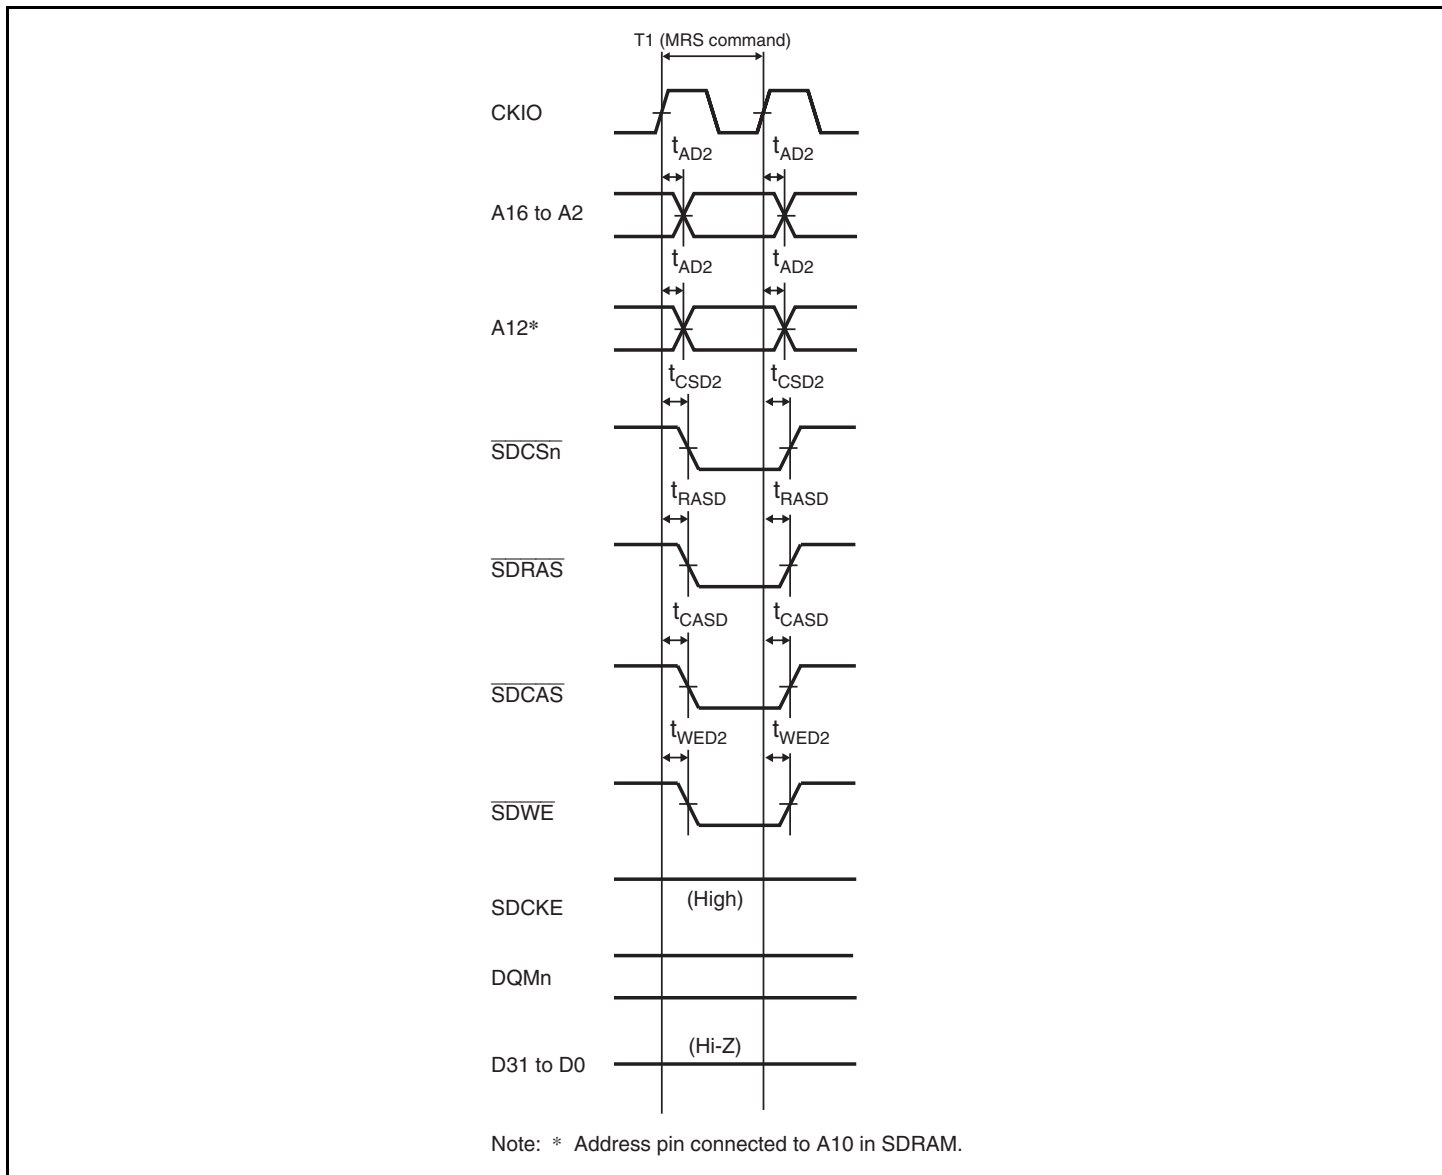 T1 (MRS command)
CKIO
tAD2 tAD2
A16 to A2
tAD2 tAD2
A12*
tCSD2 tCSD2
SDCSn
tRASD tRASD
SDRAS
tCASD tCASD
SDCAS
tWED2 tWED2
SDWE
(High)
SDCKE
DQMn
(Hi-Z)
D31 to D0
Note: * Address pin connected to A10 in SDRAM.